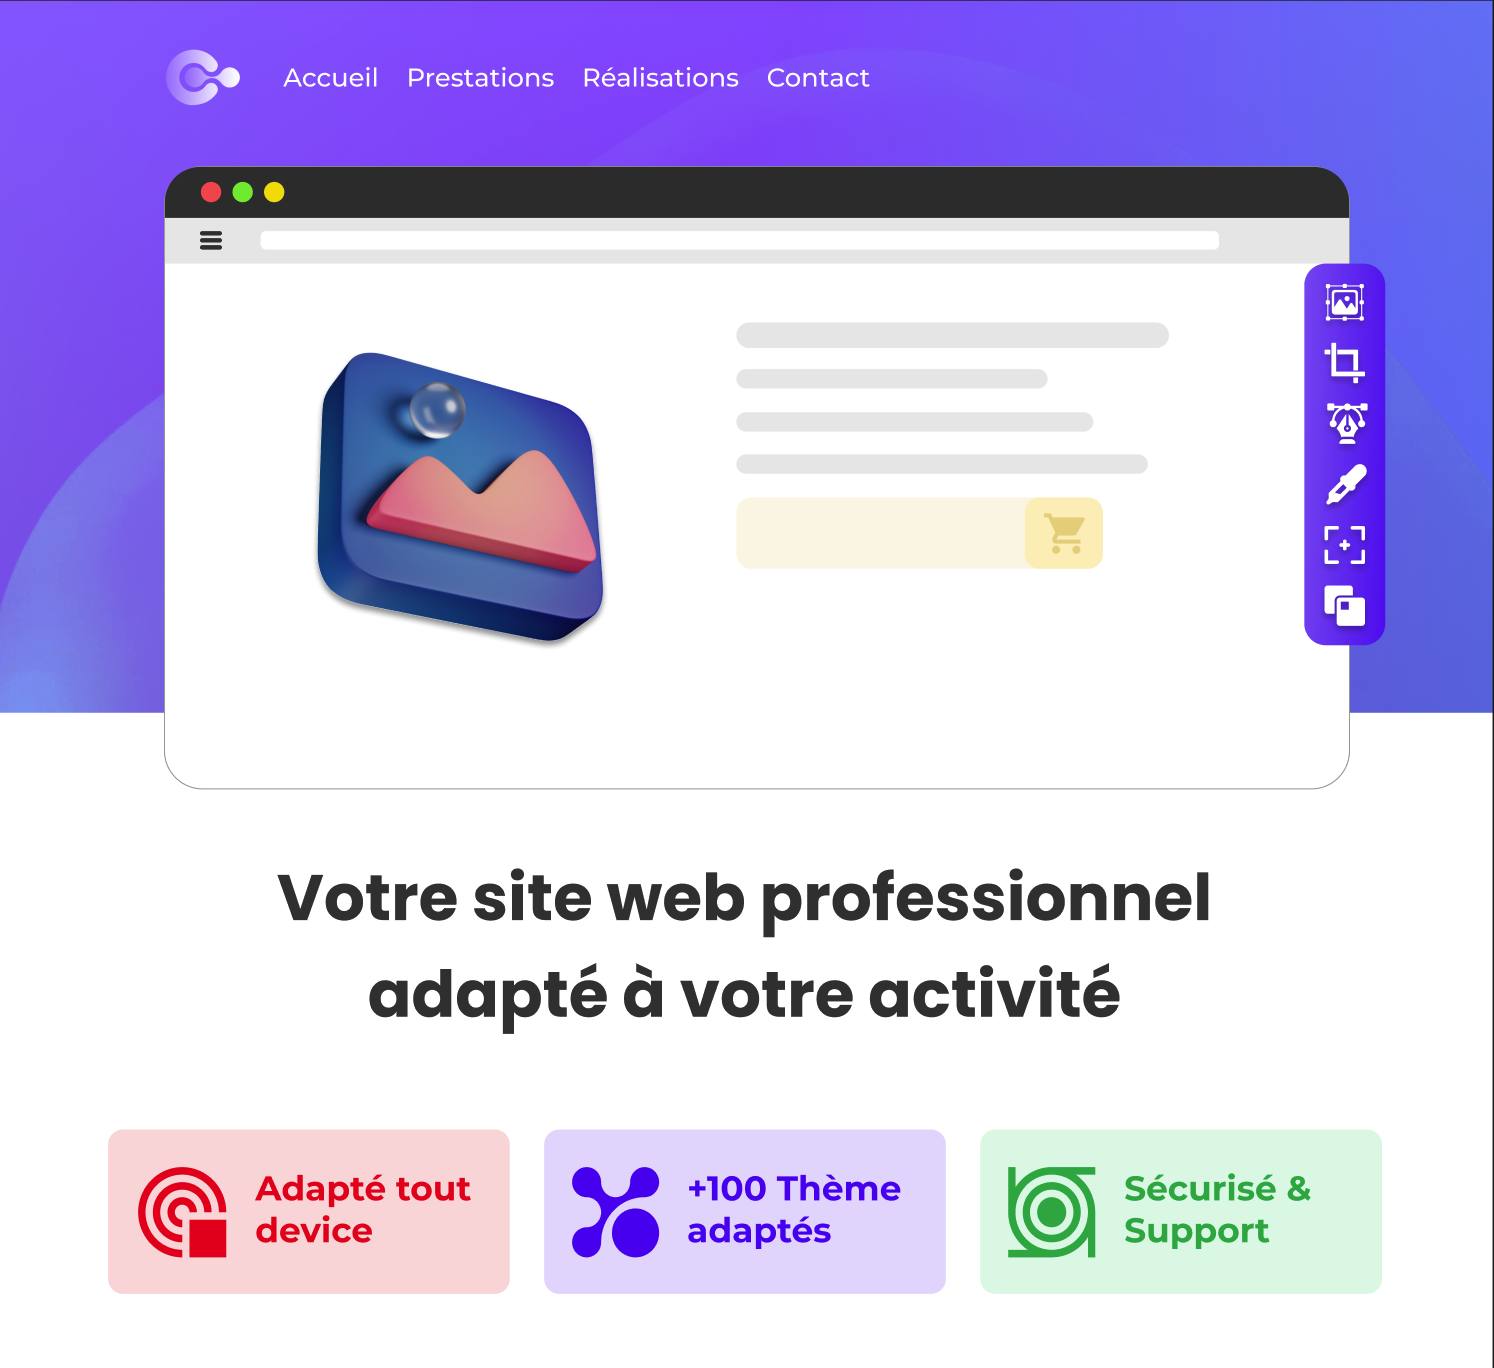 Accueil Prestations Réalisations Contact
Votre site web professionnel
adapté à votre activité
Adapté tout
device
+100 Thème
adaptés
Sécurisé &
Support